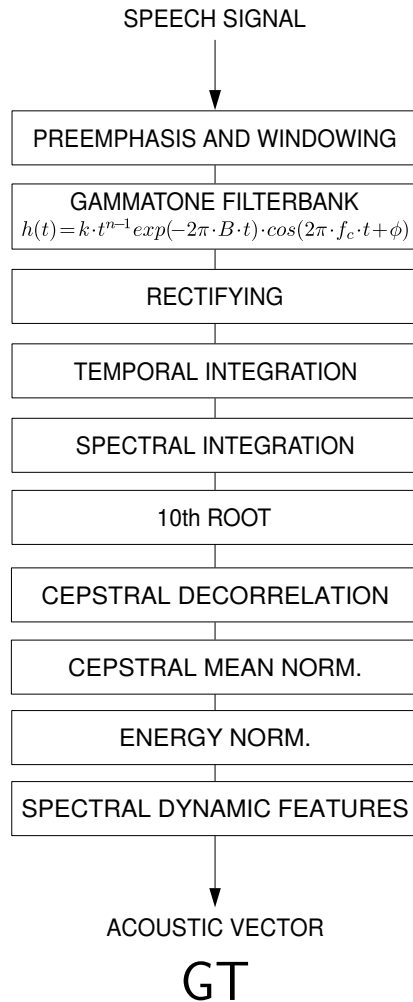 SPEECH SIGNAL
PREEMPHASIS AND WINDOWING
GAMMATONE FILTERBANK
h(t)=k·t^{n−1}exp(−2π·B·t)·cos(2π·f_c·t+ϕ)
RECTIFYING
TEMPORAL INTEGRATION
SPECTRAL INTEGRATION
10th ROOT
CEPSTRAL DECORRELATION
CEPSTRAL MEAN NORM.
ENERGY NORM.
SPECTRAL DYNAMIC FEATURES
ACOUSTIC VECTOR
GT